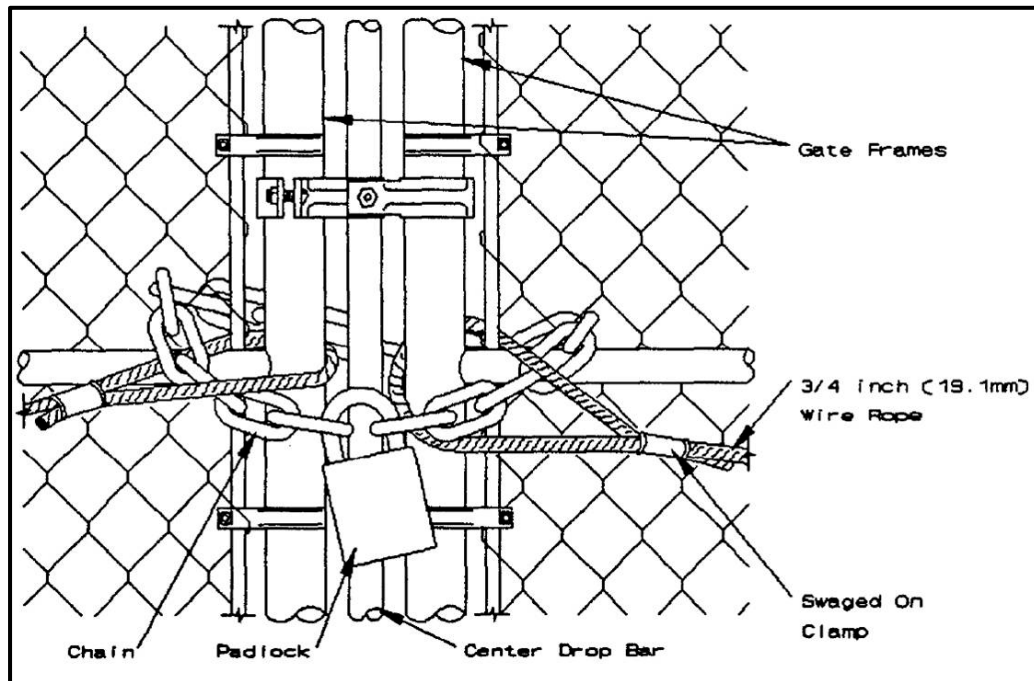 Gate Frames
3/4 inch (19.1mm)
Wire Rope
Swaged On
Clamp
Chain
Padlock
Center Drop Bar